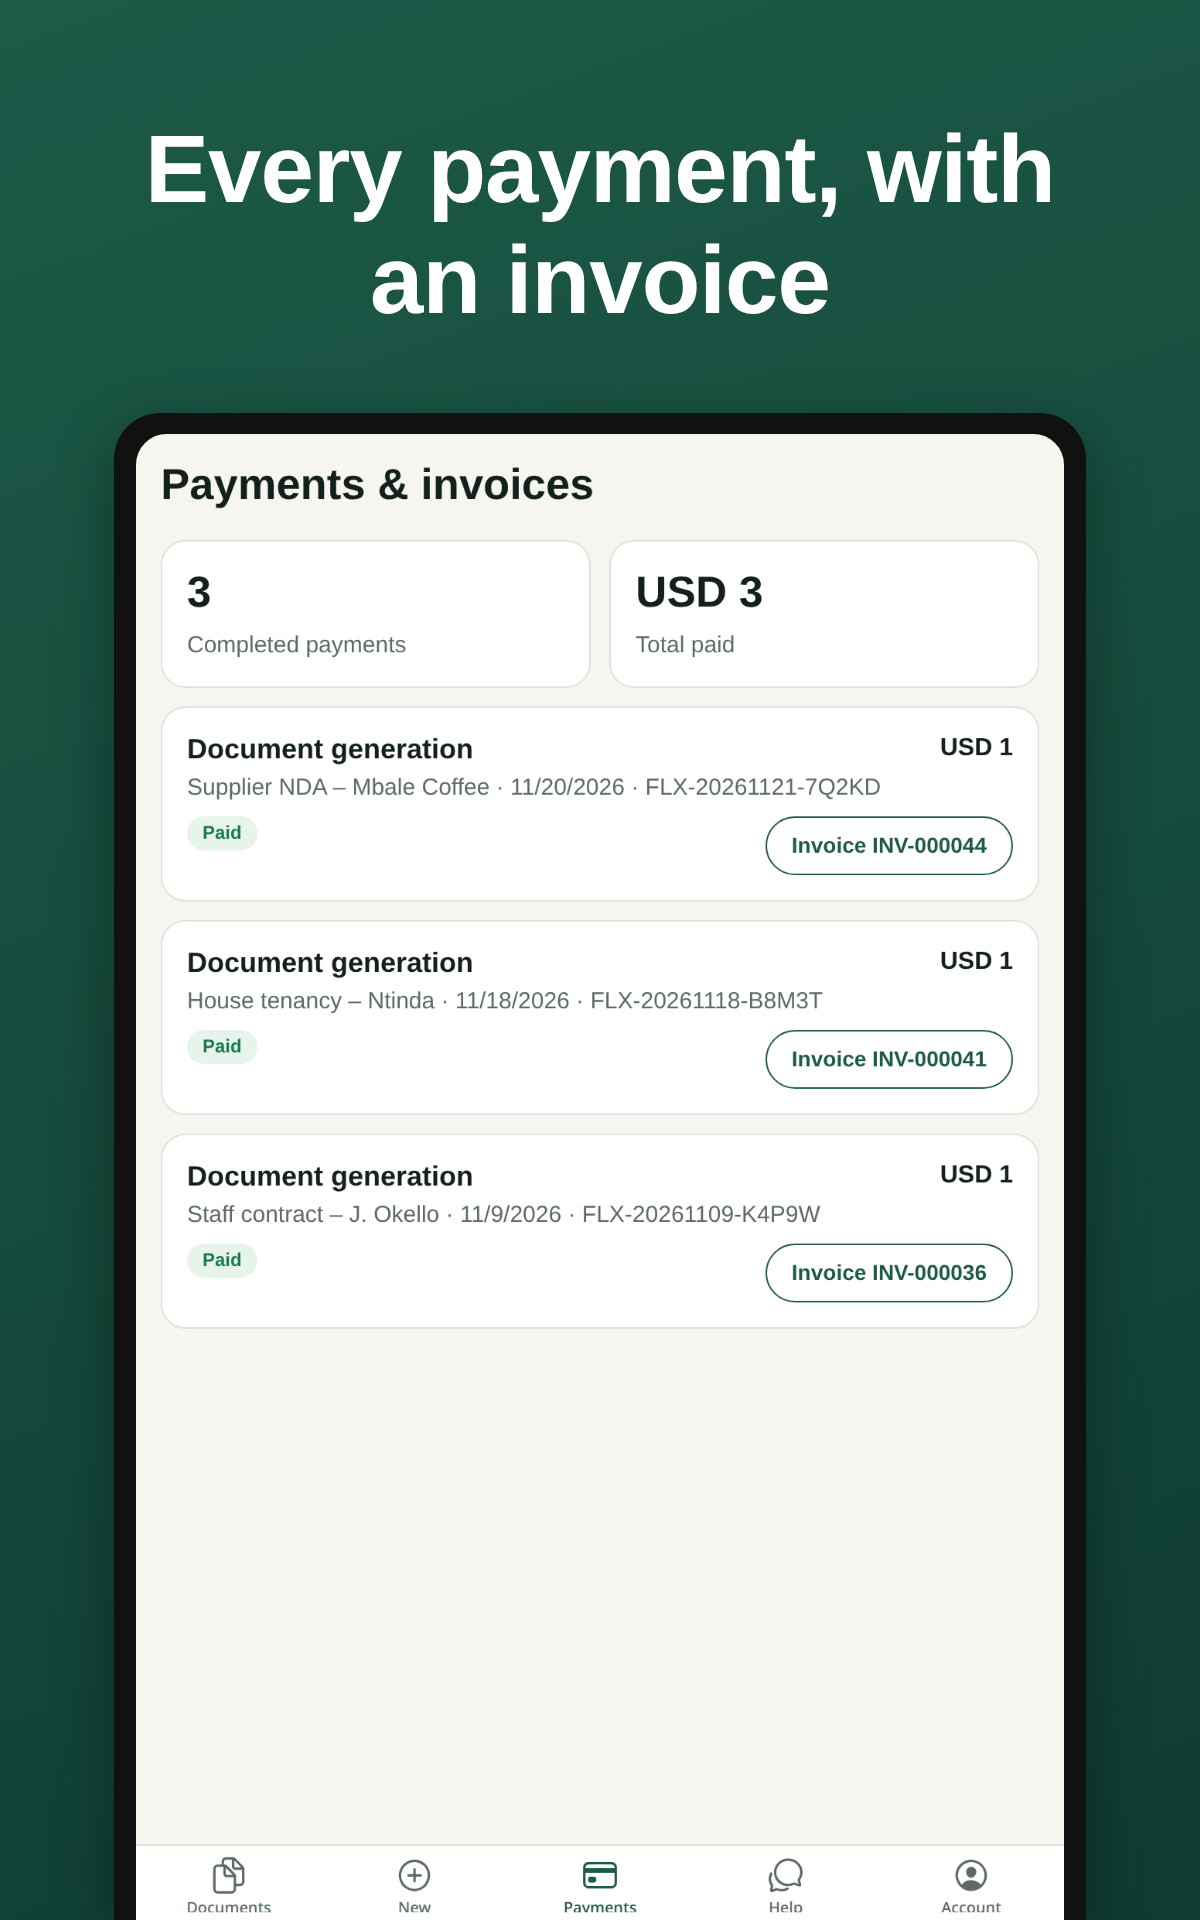 Every payment, with
an invoice
Payments & invoices
3
Completed payments
USD 3
Total paid
Document generation
USD 1
Supplier NDA – Mbale Coffee · 11/20/2026 · FLX-20261121-7Q2KD
Paid
Invoice INV-000044
Document generation
USD 1
House tenancy – Ntinda · 11/18/2026 · FLX-20261118-B8M3T
Paid
Invoice INV-000041
Document generation
USD 1
Staff contract – J. Okello · 11/9/2026 · FLX-20261109-K4P9W
Paid
Invoice INV-000036
Documents
New
Payments
Help
Account